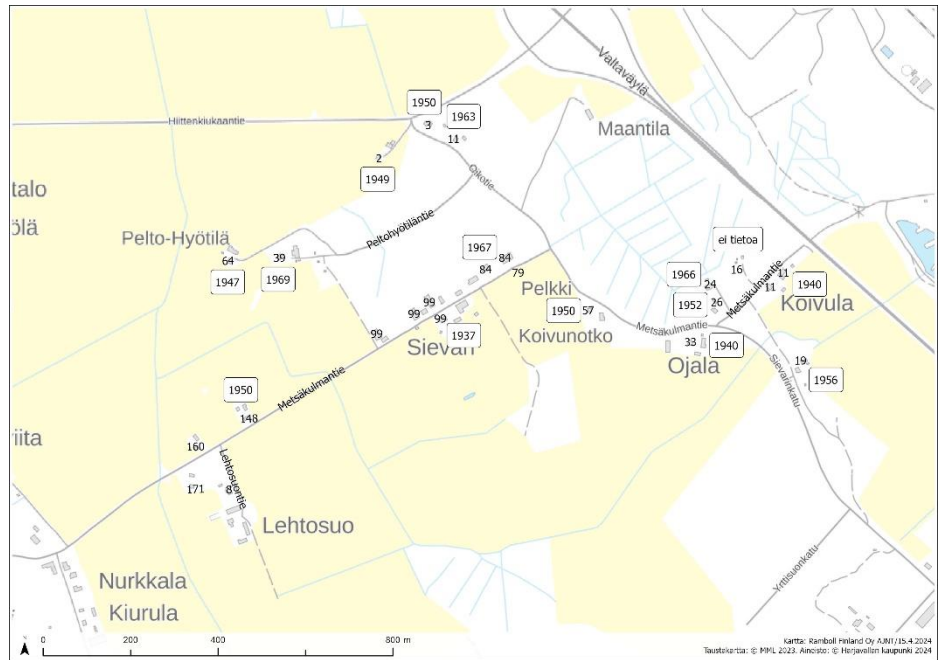 Valtaväylä
1950
3
1963
11
Hiittenkiukaantie
Maantila
2
1949
Oikotie
talo
ölä
Peltohyötiläntie
Pelto-Hyötilä
64
39
1947
1969
1967
84
84
79
ei tietoa
16
11
11
1940
Koivula
Metsäkulmantie
1966
24
1952
26
Pelkki
1950
57
Koivunotko
Metsäkulmantie
99
99
99
99
1937
Sievari
33
1940
Ojala
19
1956
Sievarinkatu
1950
148
Metsäkulmantie
iita
160
171
8
Lehtosuontie
Lehtosuo
Yrttisuonkatu
Nurkkala
Kiurula
0 200 400 800 m
Kartta: Ramboll Finland Oy AJNT/15.4.2024
Taustakartta: © MML 2023. Aineisto: © Harjavallan kaupunki 2024